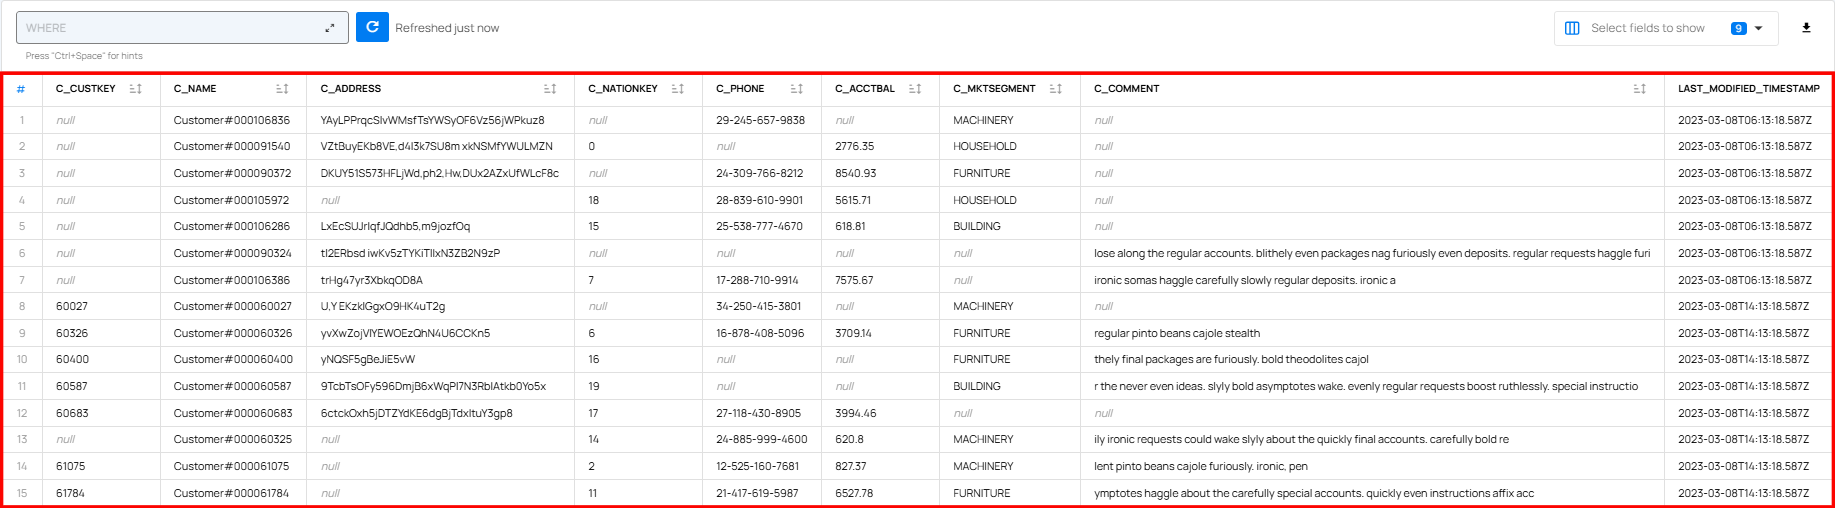 WHERE
Refreshed just now
Select fields to show 9
Press "Ctrl+Space" for hints
# C_CUSTKEY C_NAME C_ADDRESS C_NATIONKEY C_PHONE C_ACCTBAL C_MKTSEGMENT C_COMMENT LAST_MODIFIED_TIMESTAMP
1 null Customer#000106836 YAyLPPrqcSIvWMsfTsYWSyOF6Vz56jWPkuz8 null 29-245-657-9838 null MACHINERY null 2023-03-08T06:13:18.587Z
2 null Customer#000091540 VZtBuyEKb8VE,d4I3k7SU8m xkNSMfYWULMZN 0 null 2776.35 HOUSEHOLD null 2023-03-08T06:13:18.587Z
3 null Customer#000090372 DKUY51S573HFLjWd,ph2,Hw,DUx2AZxUfWLcF8c null 24-309-766-8212 8540.93 FURNITURE null 2023-03-08T06:13:18.587Z
4 null Customer#000105972 null 18 28-839-610-9901 5615.71 HOUSEHOLD null 2023-03-08T06:13:18.587Z
5 null Customer#000106286 LxEcSUJrIqfJQdhb5,m9jozfOq 15 25-538-777-4670 618.81 BUILDING null 2023-03-08T06:13:18.587Z
6 null Customer#000090324 tI2ERbsd iwKv5zTYKiTIIxN3ZB2N9zP null null null null lose along the regular accounts. blithely even packages nag furiously even deposits. regular requests haggle furi 2023-03-08T06:13:18.587Z
7 null Customer#000106386 trHg47yr3XbkqOD8A 7 17-288-710-9914 7575.67 null ironic somas haggle carefully slowly regular deposits. ironic a 2023-03-08T06:13:18.587Z
8 60027 Customer#000060027 U,Y EKzkIGgxO9HK4uT2g null 34-250-415-3801 null MACHINERY null 2023-03-08T14:13:18.587Z
9 60326 Customer#000060326 yvXwZojVIYEWOEzQhN4U6CCKn5 6 16-878-408-5096 3709.14 FURNITURE regular pinto beans cajole stealth 2023-03-08T14:13:18.587Z
10 60400 Customer#000060400 yNQSF5gBeJiE5vW 16 null null FURNITURE thely final packages are furiously. bold theodolites cajol 2023-03-08T14:13:18.587Z
11 60587 Customer#000060587 9TcbTsOFy596DmjB6xWqPI7N3RbIAtkb0Yo5x 19 null null BUILDING r the never even ideas. slyly bold asymptotes wake. evenly regular requests boost ruthlessly. special instructio 2023-03-08T14:13:18.587Z
12 60683 Customer#000060683 6ctckOxh5jDTZYdKE6dgBjTdxItuY3gp8 17 27-118-430-8905 3994.46 null null 2023-03-08T14:13:18.587Z
13 null Customer#000060325 null 14 24-885-999-4600 620.8 MACHINERY ily ironic requests could wake slyly about the quickly final accounts. carefully bold re 2023-03-08T14:13:18.587Z
14 61075 Customer#000061075 null 2 12-525-160-7681 827.37 MACHINERY lent pinto beans cajole furiously. ironic, pen 2023-03-08T14:13:18.587Z
15 61784 Customer#000061784 null 11 21-417-619-5987 6527.78 FURNITURE ymptotes haggle about the carefully special accounts. quickly even instructions affix acc 2023-03-08T14:13:18.587Z